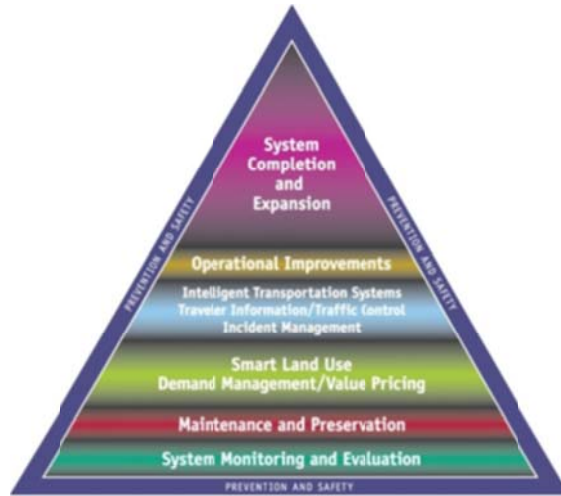 System
Completion
and
Expansion
PREVENTION AND SAFETY
PREVENTION AND SAFETY
Operational Improvements
Intelligent Transportation Systems
Traveler Information/Traffic Control
Incident Management
Smart Land Use
Demand Management/Value Pricing
Maintenance and Preservation
System Monitoring and Evaluation
PREVENTION AND SAFETY